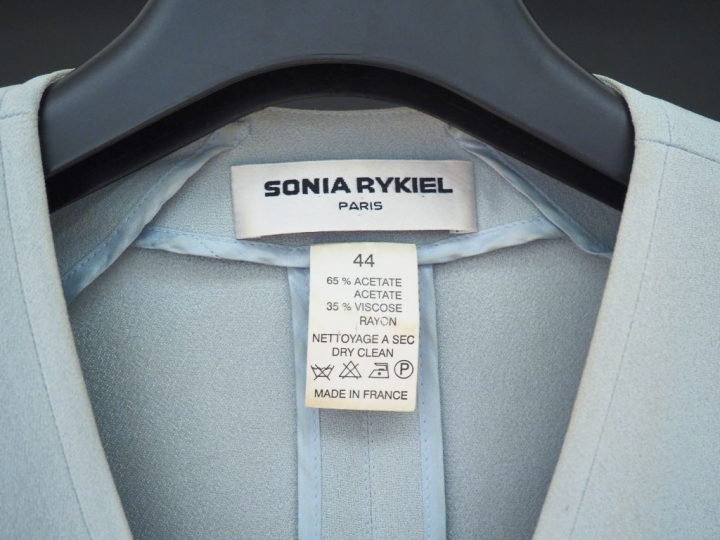 SONIA RYKIEL
PARIS
44
65 % ACETATE
ACETATE
35 % VISCOSE
RAYON
NETTOYAGE A SEC
DRY CLEAN
P
MADE IN FRANCE